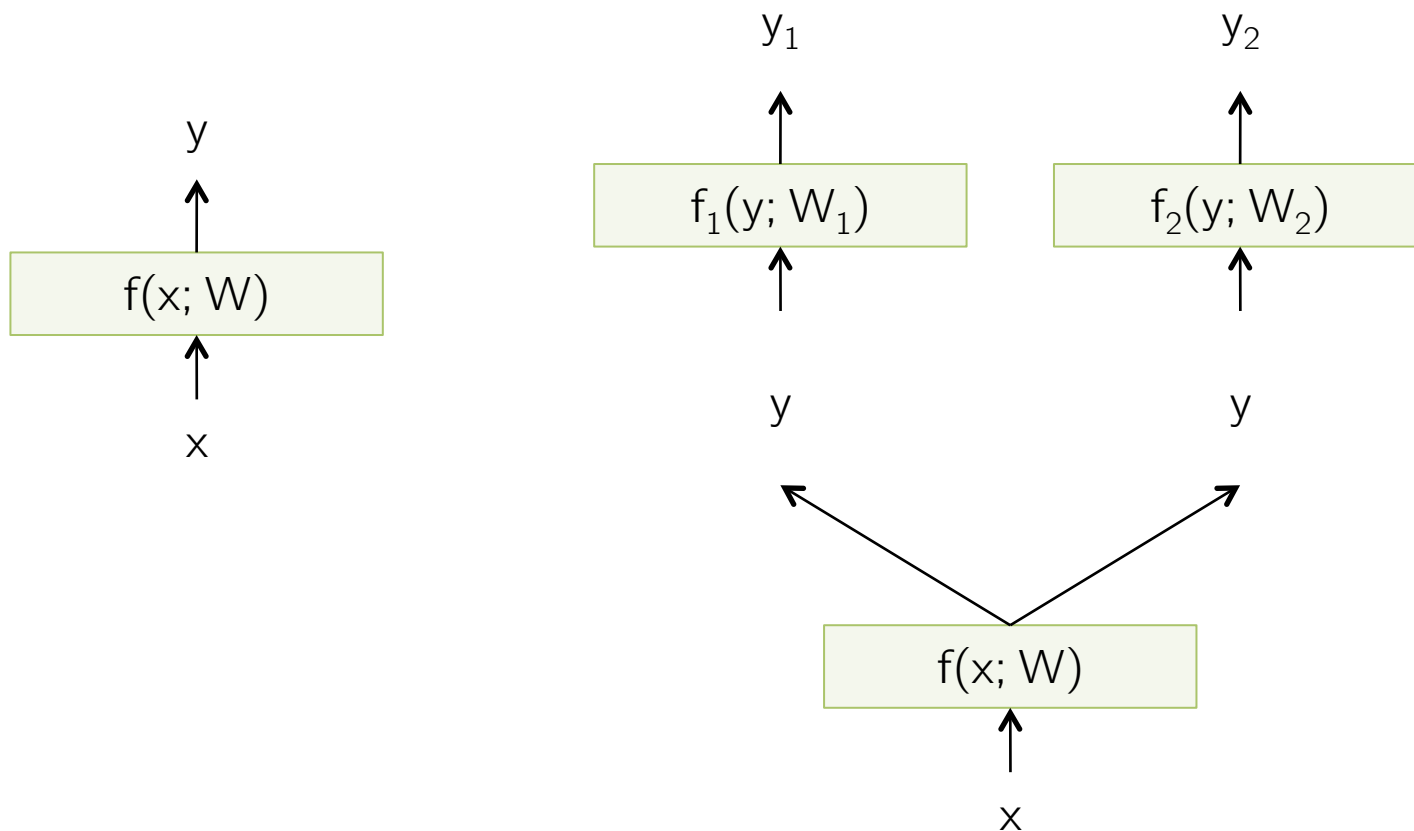 y
f(x; W)
x
y₁ y₂
f₁(y; W₁) f₂(y; W₂)
y y
f(x; W)
x